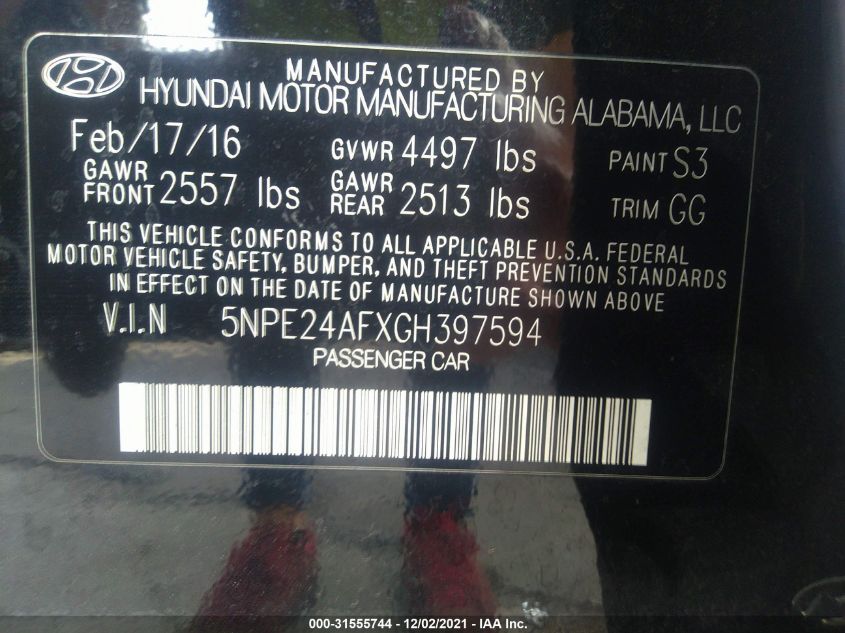 MANUFACTURED BY
HYUNDAI MOTOR MANUFACTURING ALABAMA, LLC
Feb/17/16 GVWR 4497 lbs PAINT S3
GAWR FRONT 2557 lbs GAWR REAR 2513 lbs TRIM GG
THIS VEHICLE CONFORMS TO ALL APPLICABLE U.S.A. FEDERAL
MOTOR VEHICLE SAFETY, BUMPER, AND THEFT PREVENTION STANDARDS
IN EFFECT ON THE DATE OF MANUFACTURE SHOWN ABOVE
V.I.N 5NPE24AFXGH397594
PASSENGER CAR
000-31555744 - 12/02/2021 - IAA Inc.